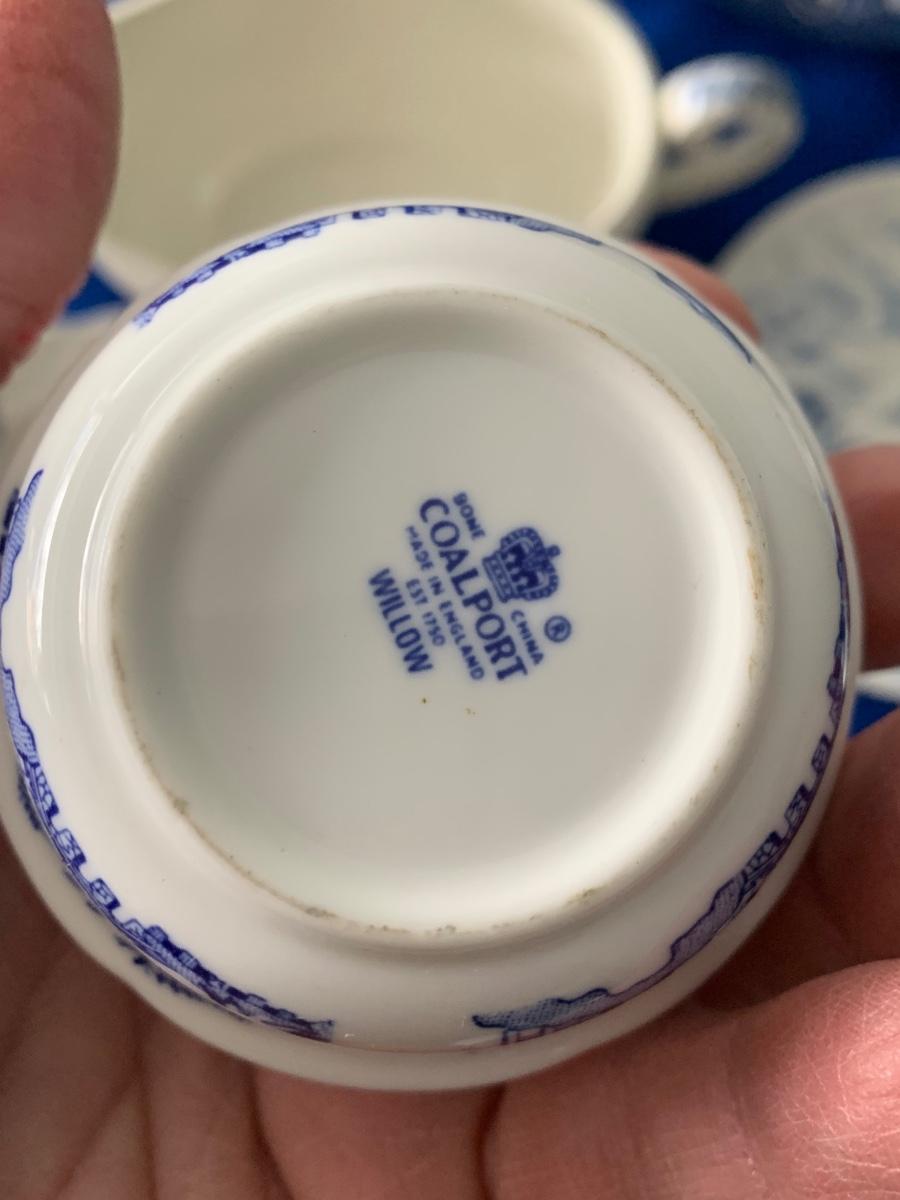 BONE CHINA
COALPORT ®
MADE IN ENGLAND
EST 1750
WILLOW